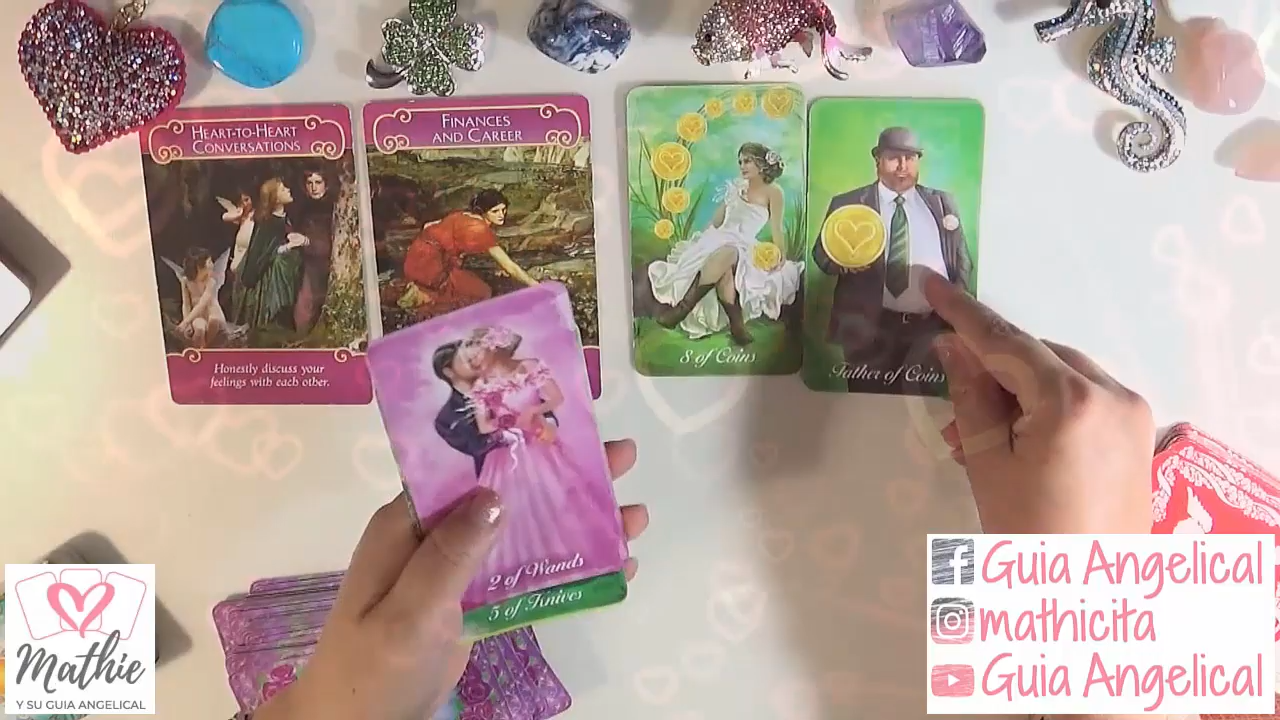 HEART-TO-HEART
CONVERSATIONS
Honestly discuss your
feelings with each other.
FINANCES
AND CAREER
8 of Coins
Father of Coins
2 of Wands
5 of Knives
Mathie
Y SU GUIA ANGELICAL
Guia Angelical
mathicita
Guia Angelical